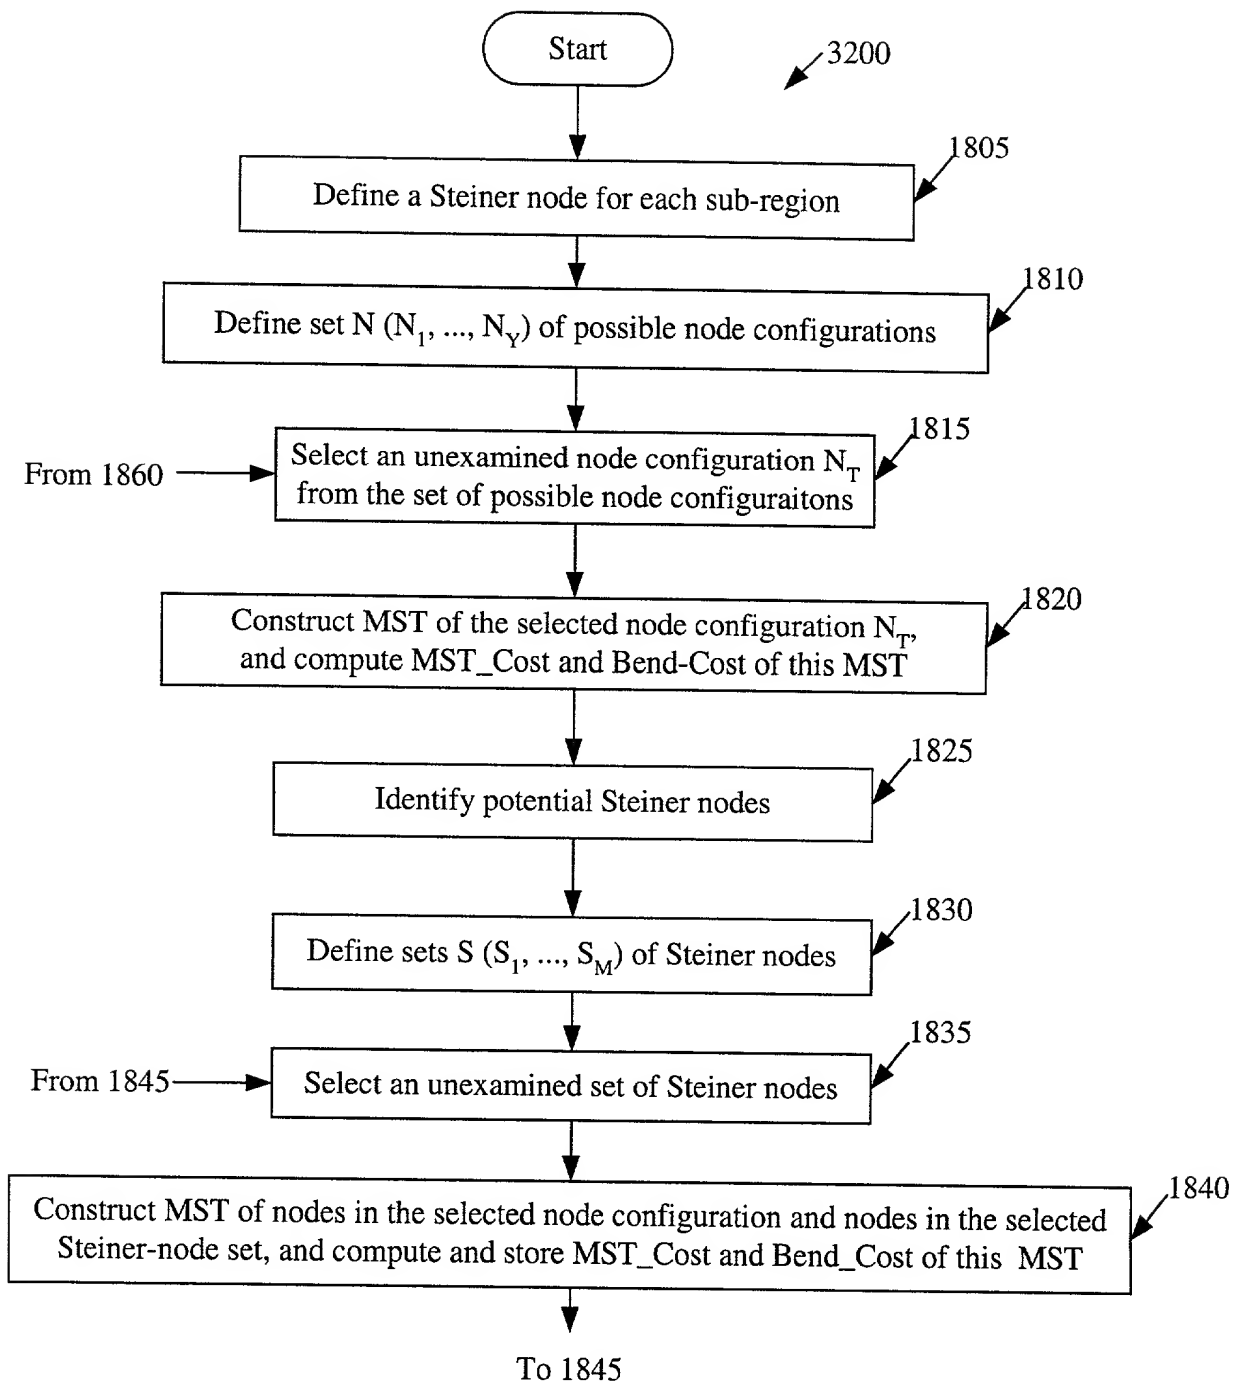 Start
3200
1805
Define a Steiner node for each sub-region
1810
Define set N (N1, ..., NY) of possible node configurations
1815
From 1860
Select an unexamined node configuration NT
from the set of possible node configuraitons
1820
Construct MST of the selected node configuration NT,
and compute MST_Cost and Bend-Cost of this MST
1825
Identify potential Steiner nodes
1830
Define sets S (S1, ..., SM) of Steiner nodes
1835
From 1845
Select an unexamined set of Steiner nodes
1840
Construct MST of nodes in the selected node configuration and nodes in the selected
Steiner-node set, and compute and store MST_Cost and Bend_Cost of this MST
To 1845